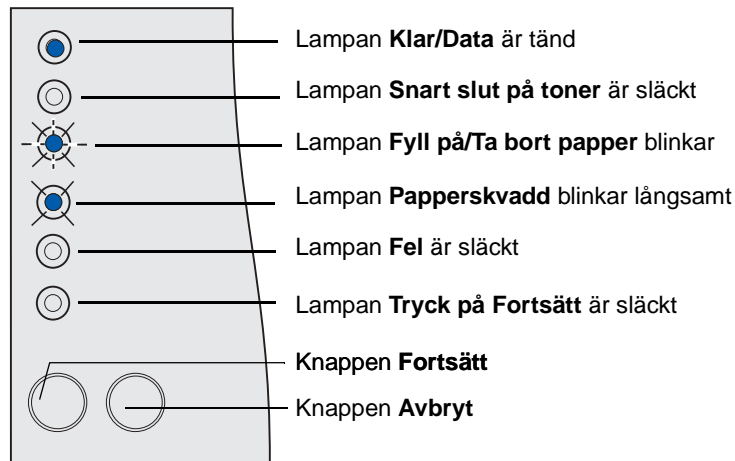 Lampan Klar/Data är tänd
Lampan Snart slut på toner är släckt
Lampan Fyll på/Ta bort papper blinkar
Lampan Papperskvadd blinkar långsamt
Lampan Fel är släckt
Lampan Tryck på Fortsätt är släckt
Knappen Fortsätt
Knappen Avbryt